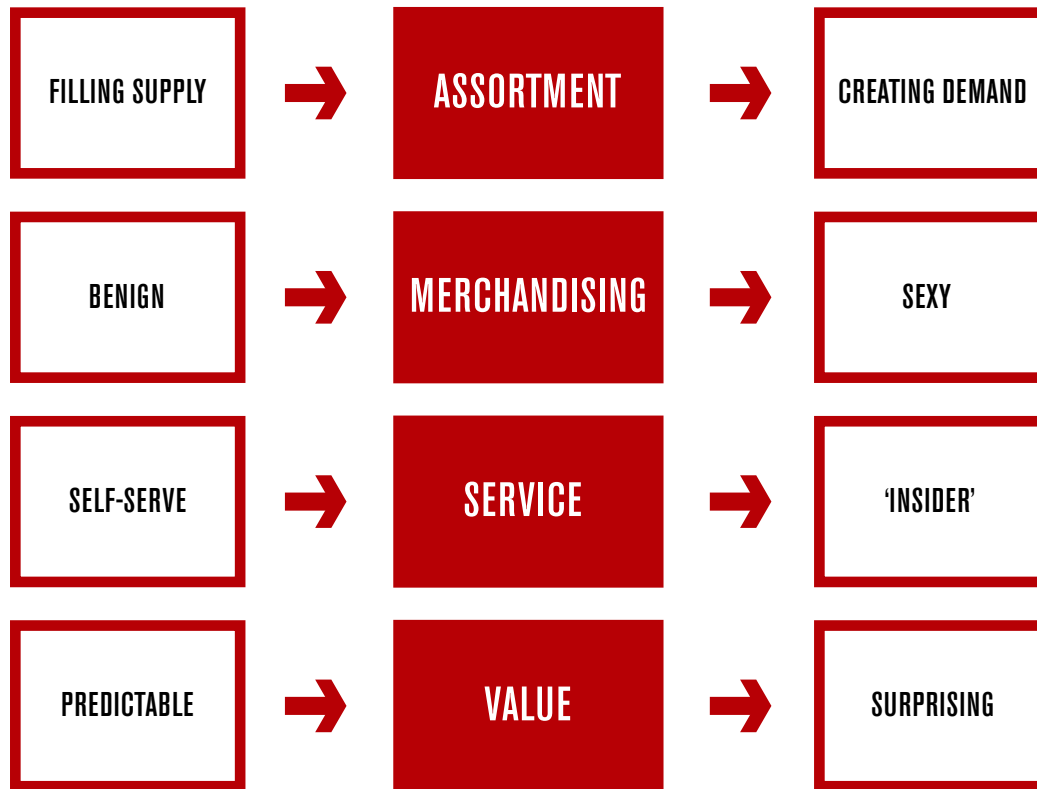 FILLING SUPPLY
ASSORTMENT
CREATING DEMAND
BENIGN
MERCHANDISING
SEXY
SELF-SERVE
SERVICE
‘INSIDER’
PREDICTABLE
VALUE
SURPRISING